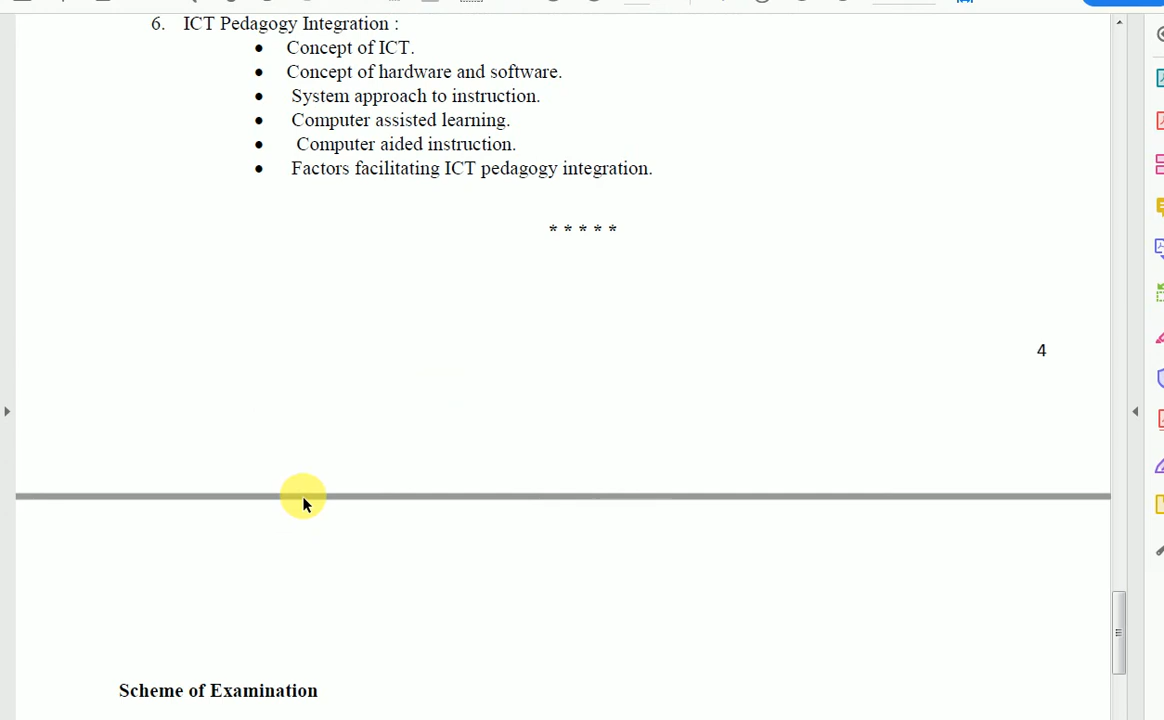 6. ICT Pedagogy Integration :
• Concept of ICT.
• Concept of hardware and software.
• System approach to instruction.
• Computer assisted learning.
• Computer aided instruction.
• Factors facilitating ICT pedagogy integration.
* * * * *
4
Scheme of Examination